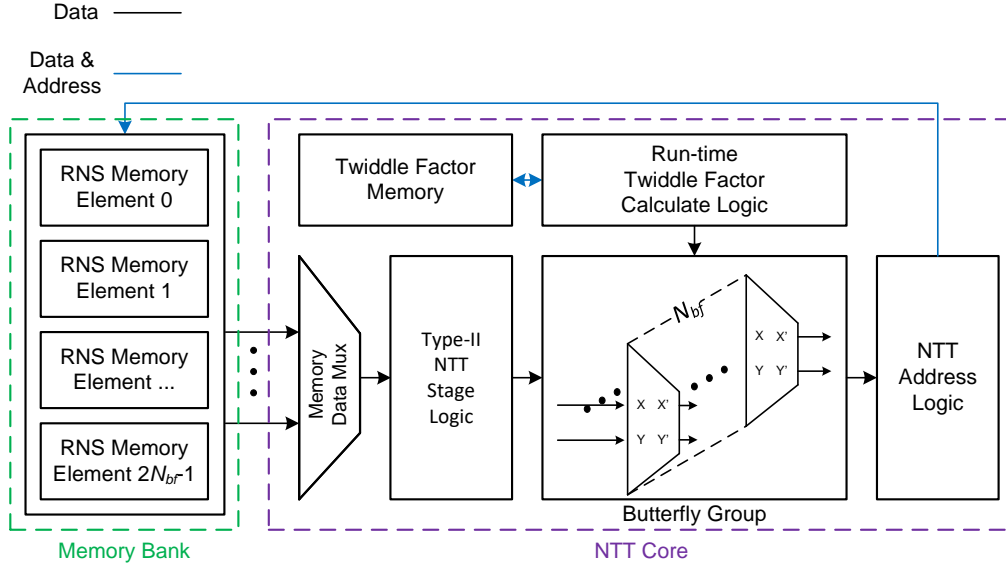 Data
Data &
Address
RNS Memory
Element 0
RNS Memory
Element 1
RNS Memory
Element ...
RNS Memory
Element 2N_bf-1
Memory Bank
Twiddle Factor
Memory
Run-time
Twiddle Factor
Calculate Logic
Memory
Data Mux
Type-II
NTT
Stage
Logic
N_bf
X X'
Y Y'
X X'
Y Y'
Butterfly Group
NTT
Address
Logic
NTT Core